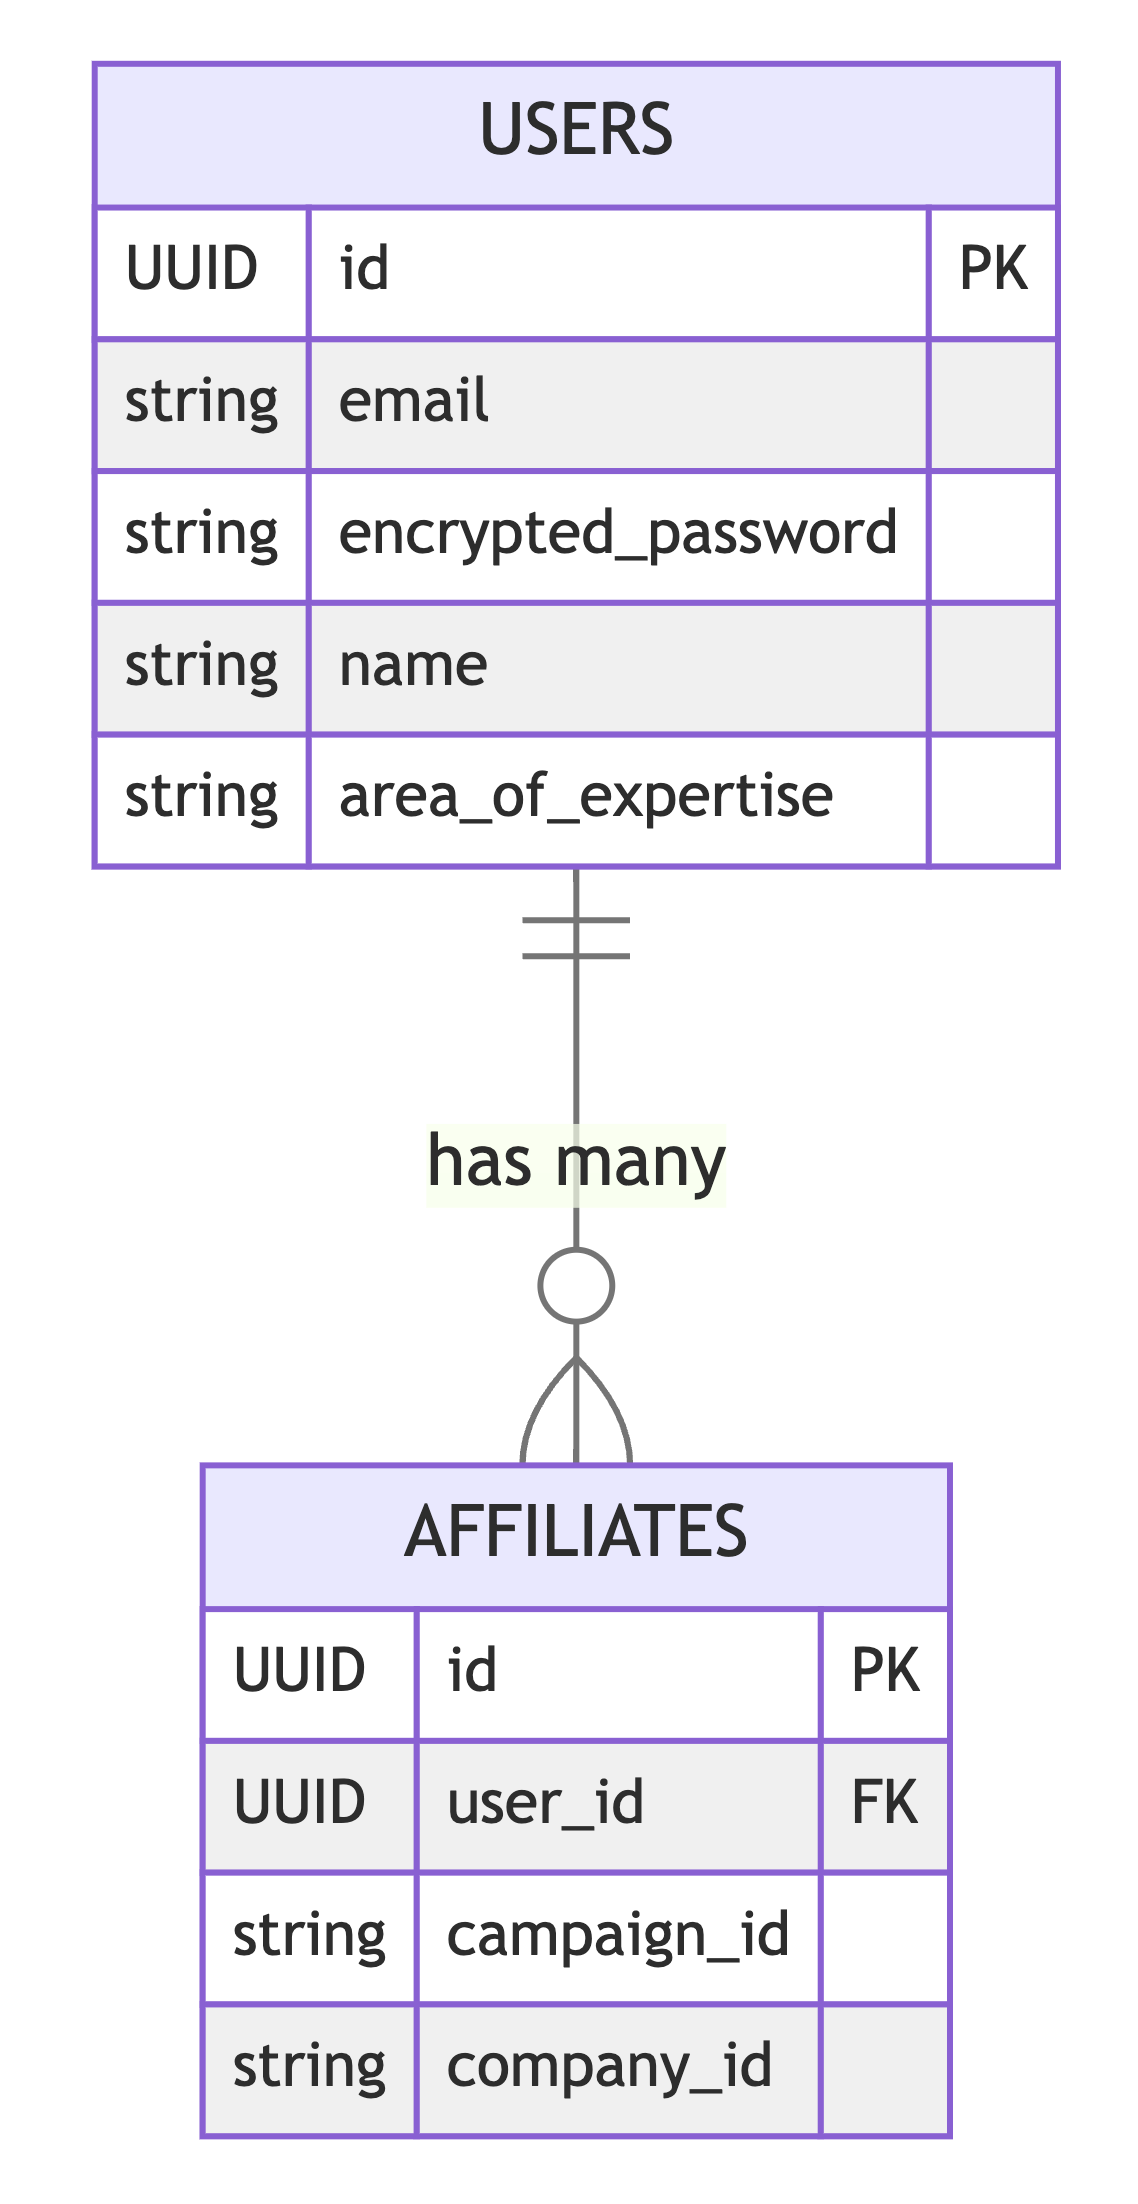 USERS
UUID id PK
string email
string encrypted_password
string name
string area_of_expertise
has many
AFFILIATES
UUID id PK
UUID user_id FK
string campaign_id
string company_id